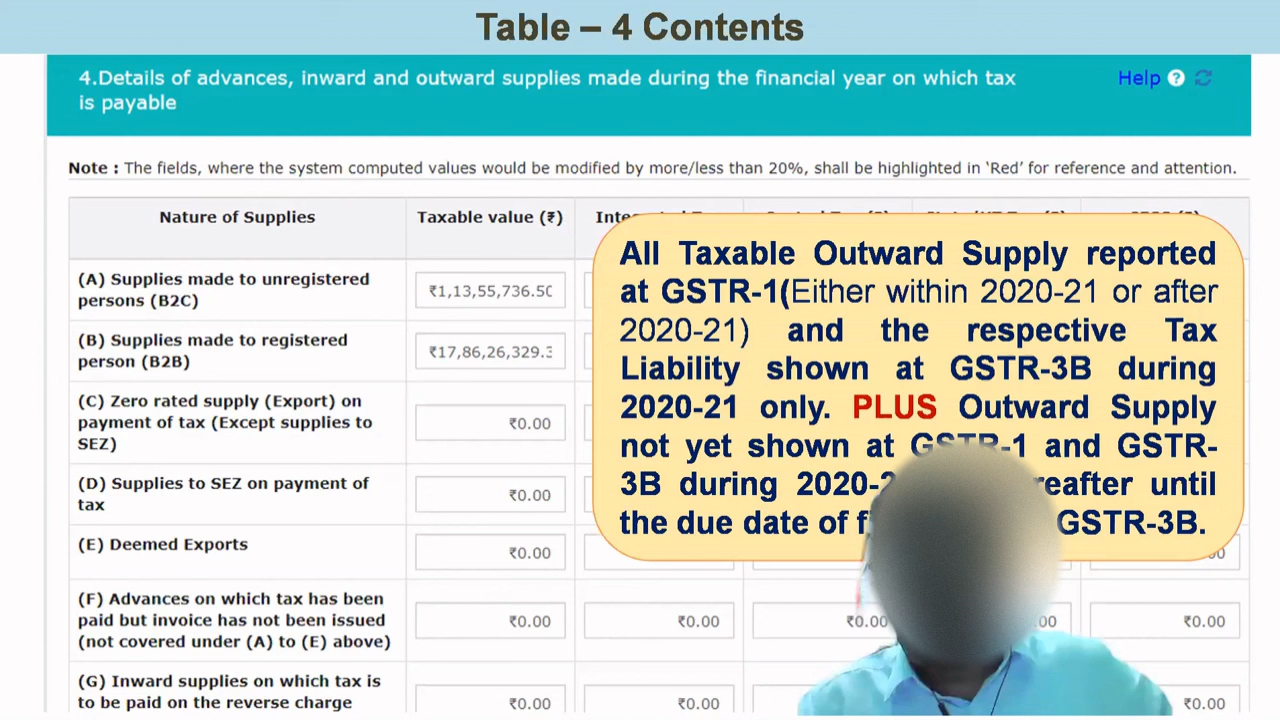 Table – 4 Contents
4.Details of advances, inward and outward supplies made during the financial year on which tax
is payable
Help ?
Note : The fields, where the system computed values would be modified by more/less than 20%, shall be highlighted in ‘Red’ for reference and attention.
Nature of Supplies
Taxable value (₹)
(A) Supplies made to unregistered
persons (B2C)
₹1,13,55,736.50
(B) Supplies made to registered
person (B2B)
₹17,86,26,329.3
(C) Zero rated supply (Export) on
payment of tax (Except supplies to
SEZ)
₹0.00
(D) Supplies to SEZ on payment of
tax
₹0.00
(E) Deemed Exports
₹0.00
(F) Advances on which tax has been
paid but invoice has not been issued
(not covered under (A) to (E) above)
₹0.00 ₹0.00 ₹0.00 ₹0.00
(G) Inward supplies on which tax is
to be paid on the reverse charge
₹0.00 ₹0.00 ₹0.00
All Taxable Outward Supply reported
at GSTR-1(Either within 2020-21 or after
2020-21) and the respective Tax
Liability shown at GSTR-3B during
2020-21 only. PLUS Outward Supply
not yet shown at GSTR-1 and GSTR-
3B during until
the due date of GSTR-3B.